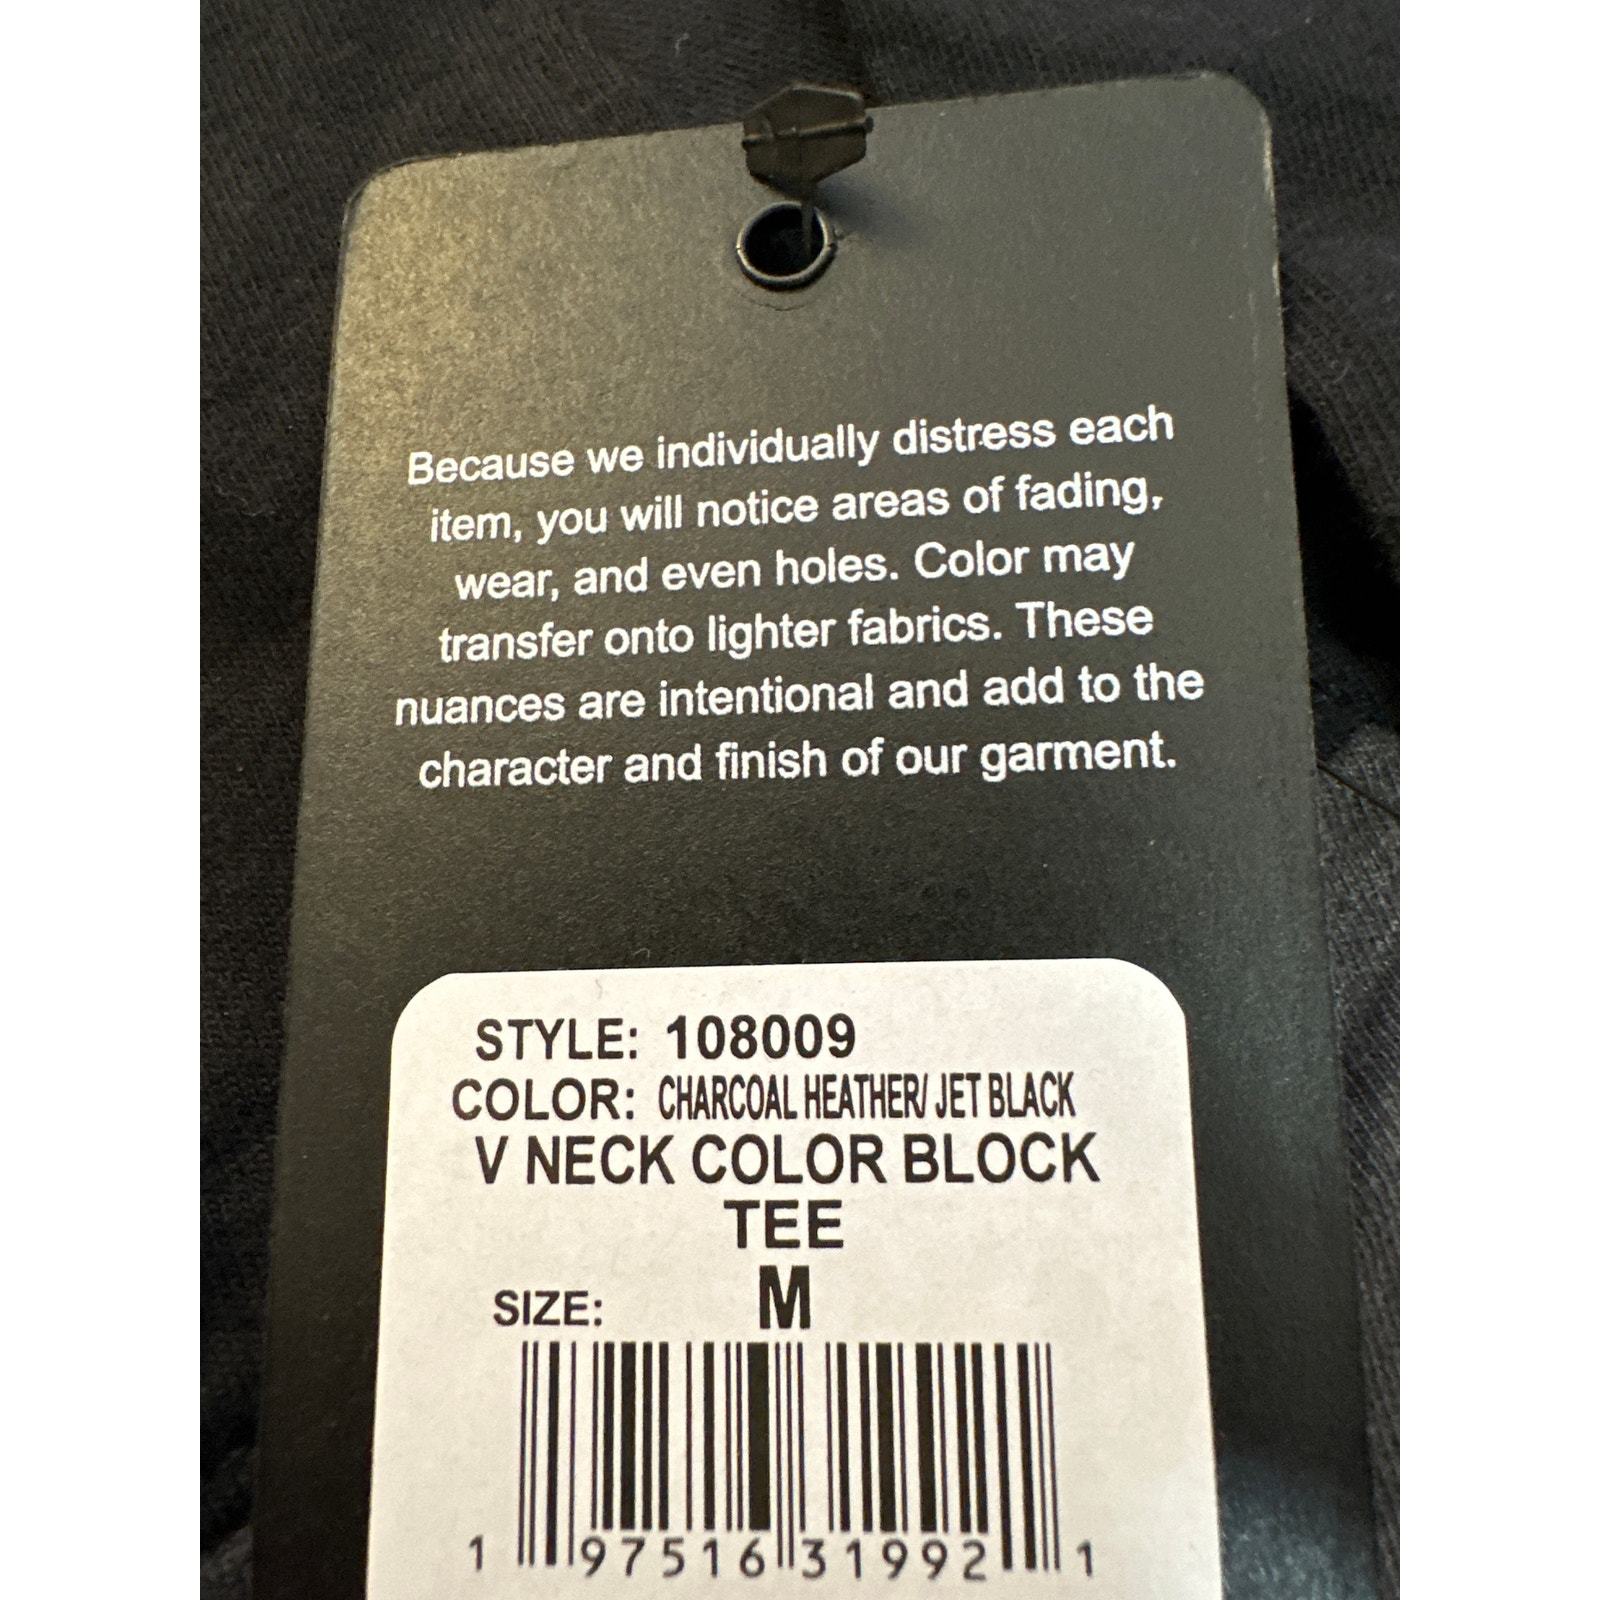 Because we individually distress each
item, you will notice areas of fading,
wear, and even holes. Color may
transfer onto lighter fabrics. These
nuances are intentional and add to the
character and finish of our garment.
STYLE: 108009
COLOR: CHARCOAL HEATHER/ JET BLACK
V NECK COLOR BLOCK
TEE
SIZE: M
1 97516 31992 1